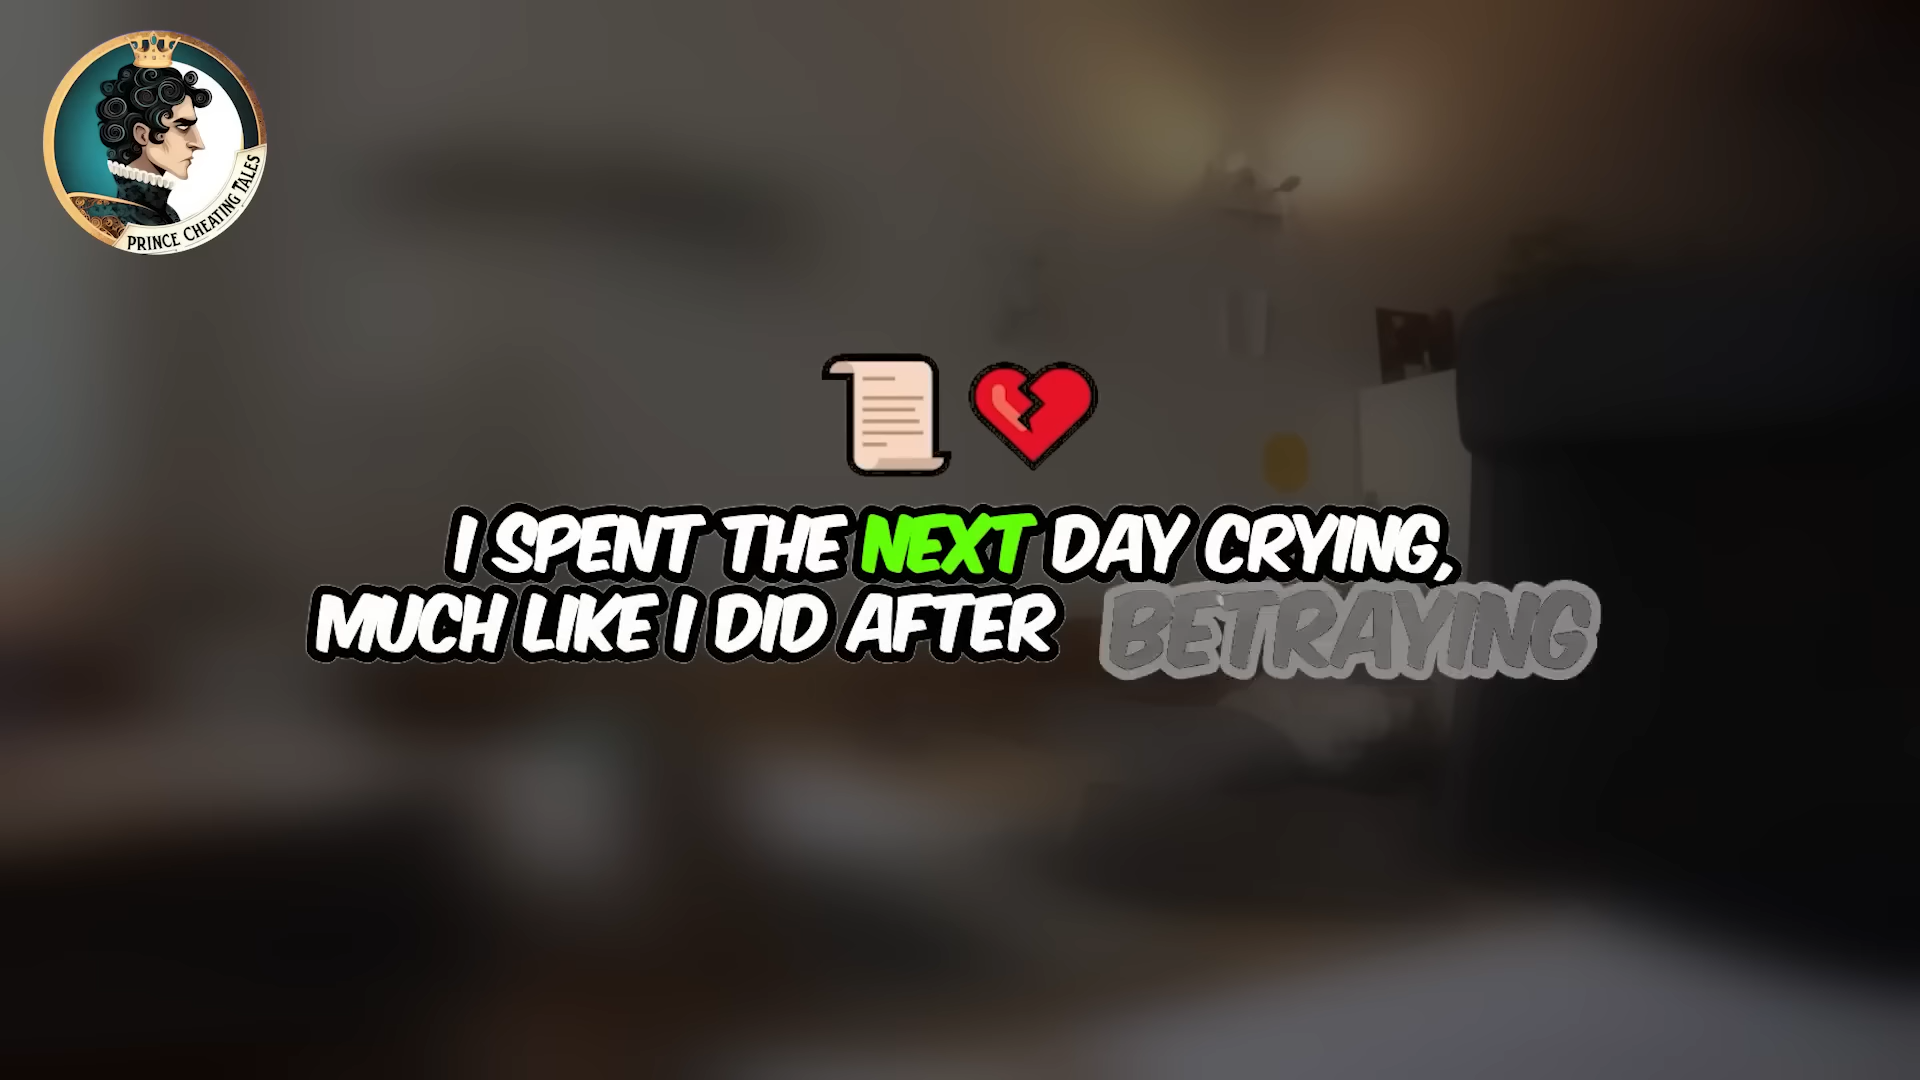 PRINCE CHEATING TALES
I SPENT THE NEXT DAY CRYING,
MUCH LIKE I DID AFTER BETRAYING